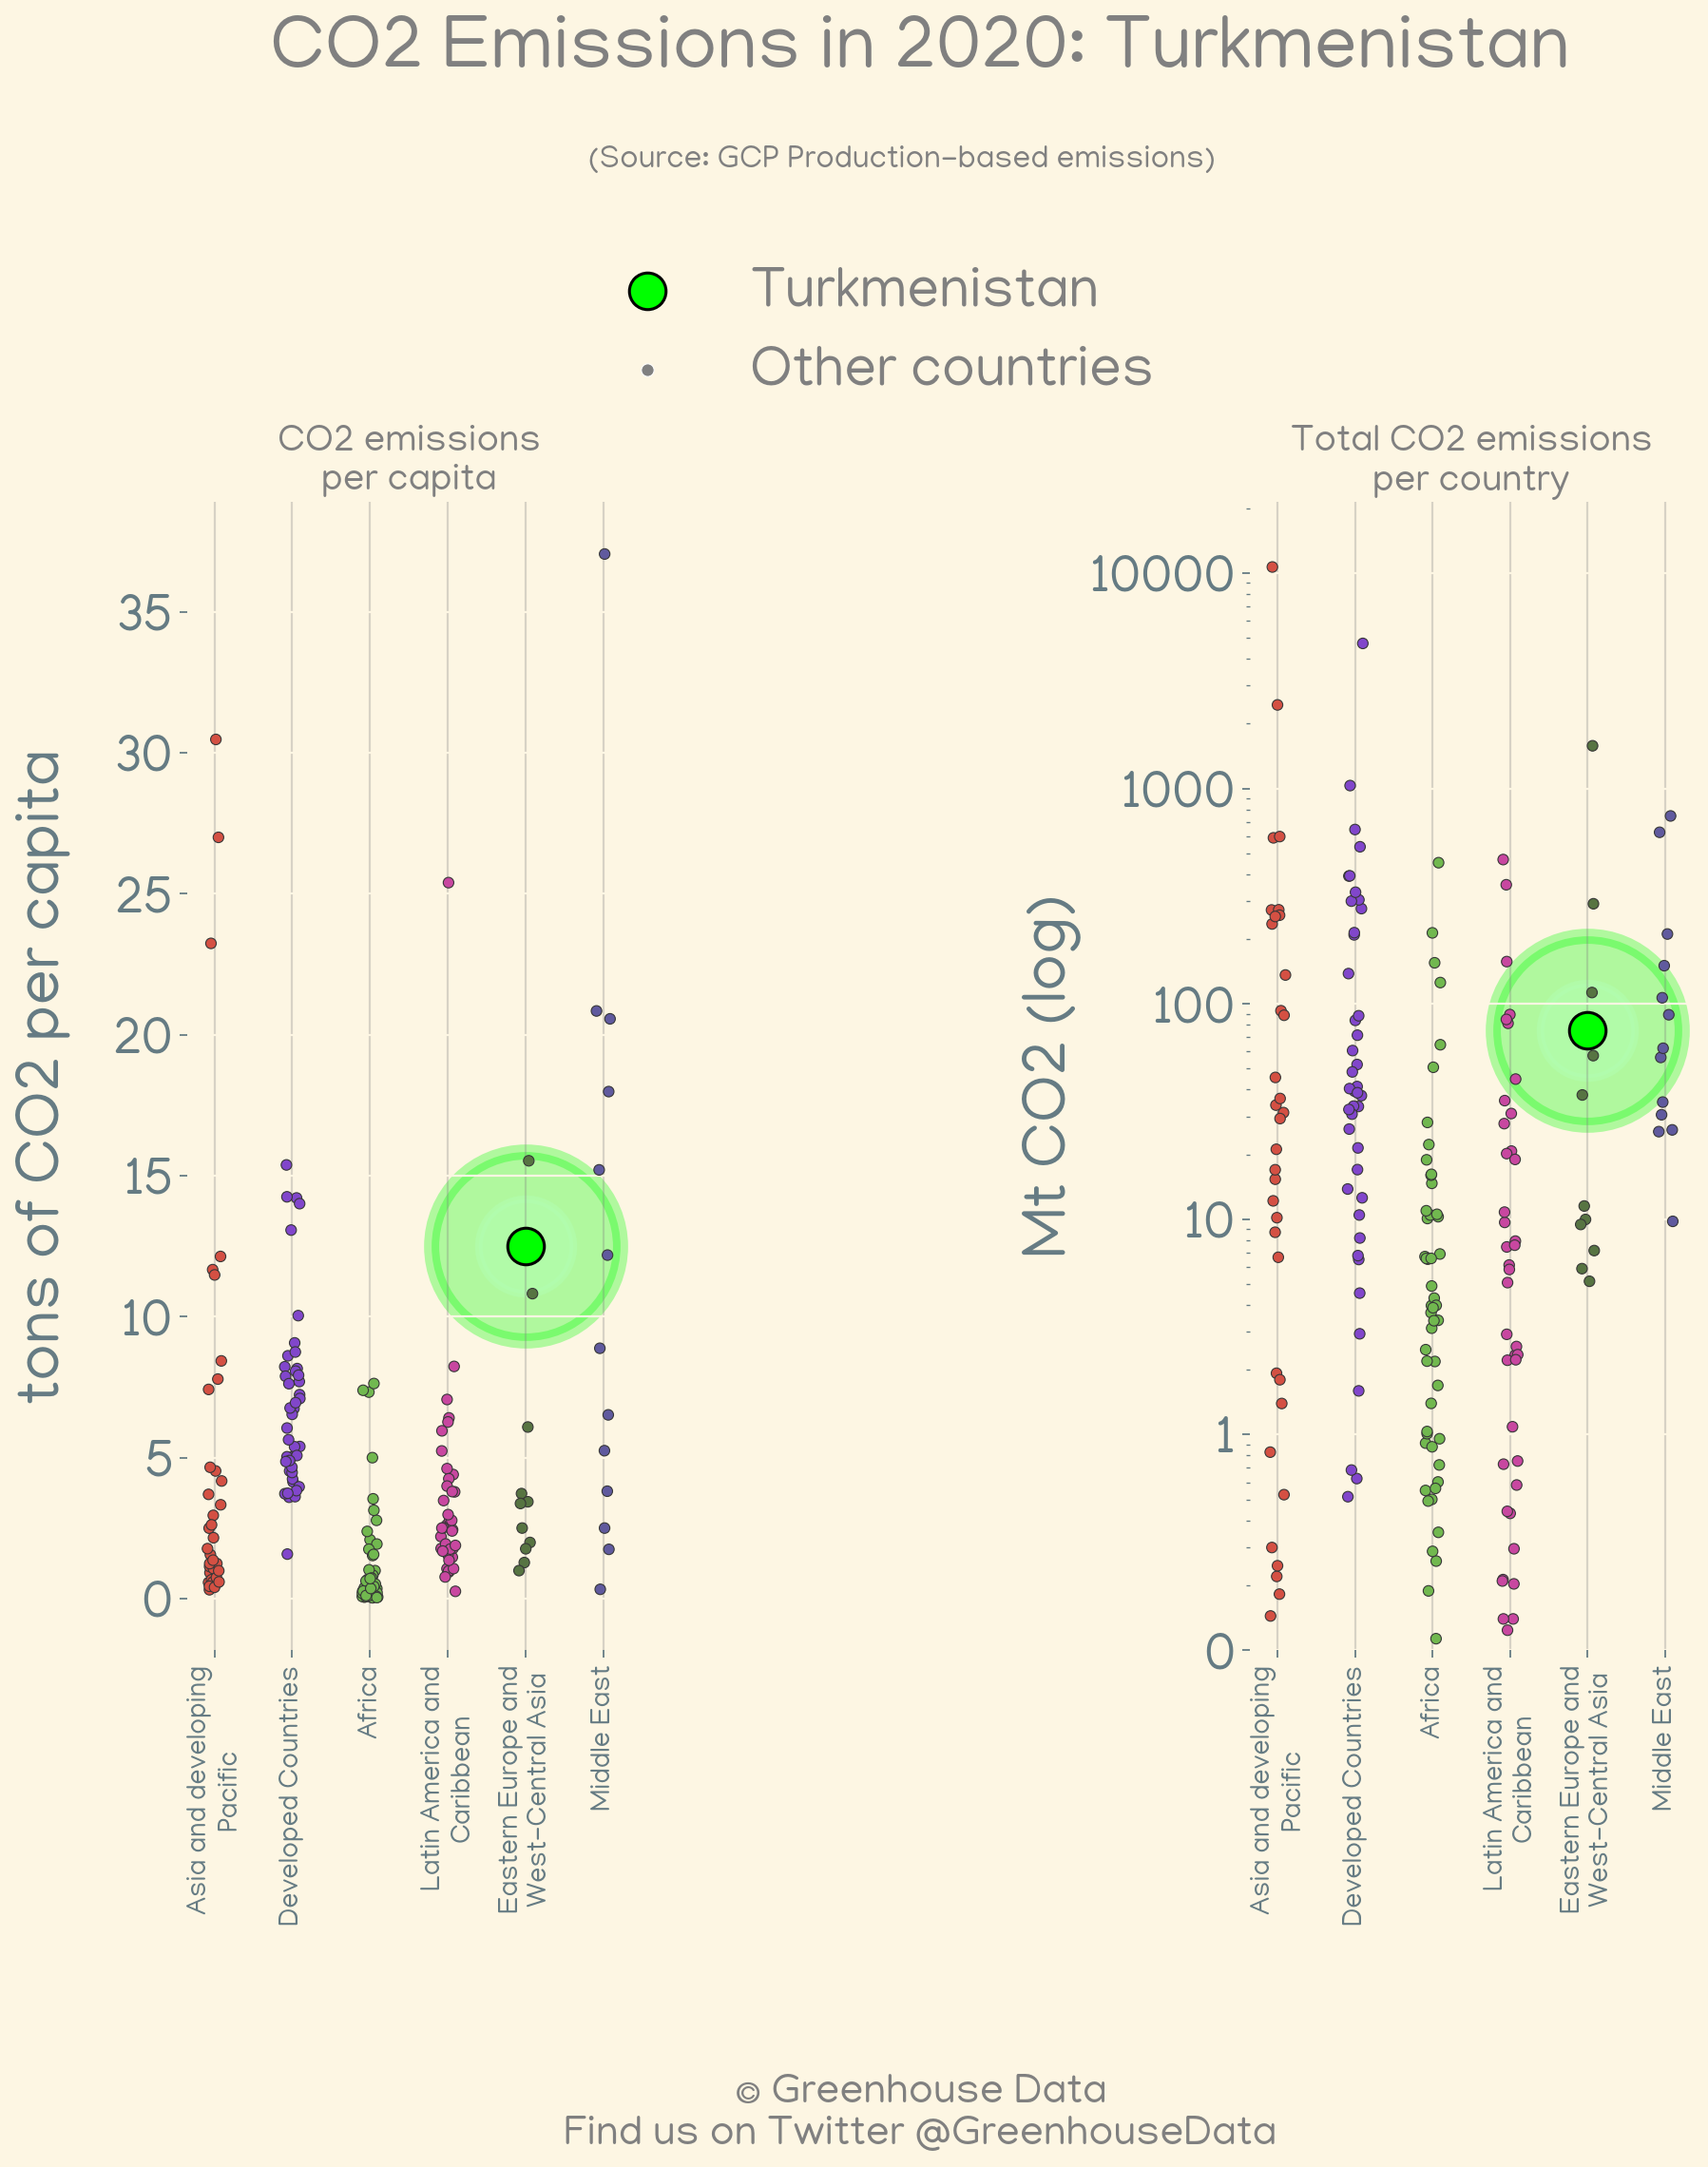 CO2 Emissions in 2020: Turkmenistan
(Source: GCP Production-based emissions)
Turkmenistan
Other countries
CO2 emissions
per capita
tons of CO2 per capita
35
30
25
20
15
10
5
0
Asia and developing
Pacific
Developed Countries
Africa
Latin America and
Caribbean
Eastern Europe and
West-Central Asia
Middle East
Total CO2 emissions
per country
Mt CO2 (log)
10000
1000
100
10
1
0
Asia and developing
Pacific
Developed Countries
Africa
Latin America and
Caribbean
Eastern Europe and
West-Central Asia
Middle East
© Greenhouse Data
Find us on Twitter @GreenhouseData